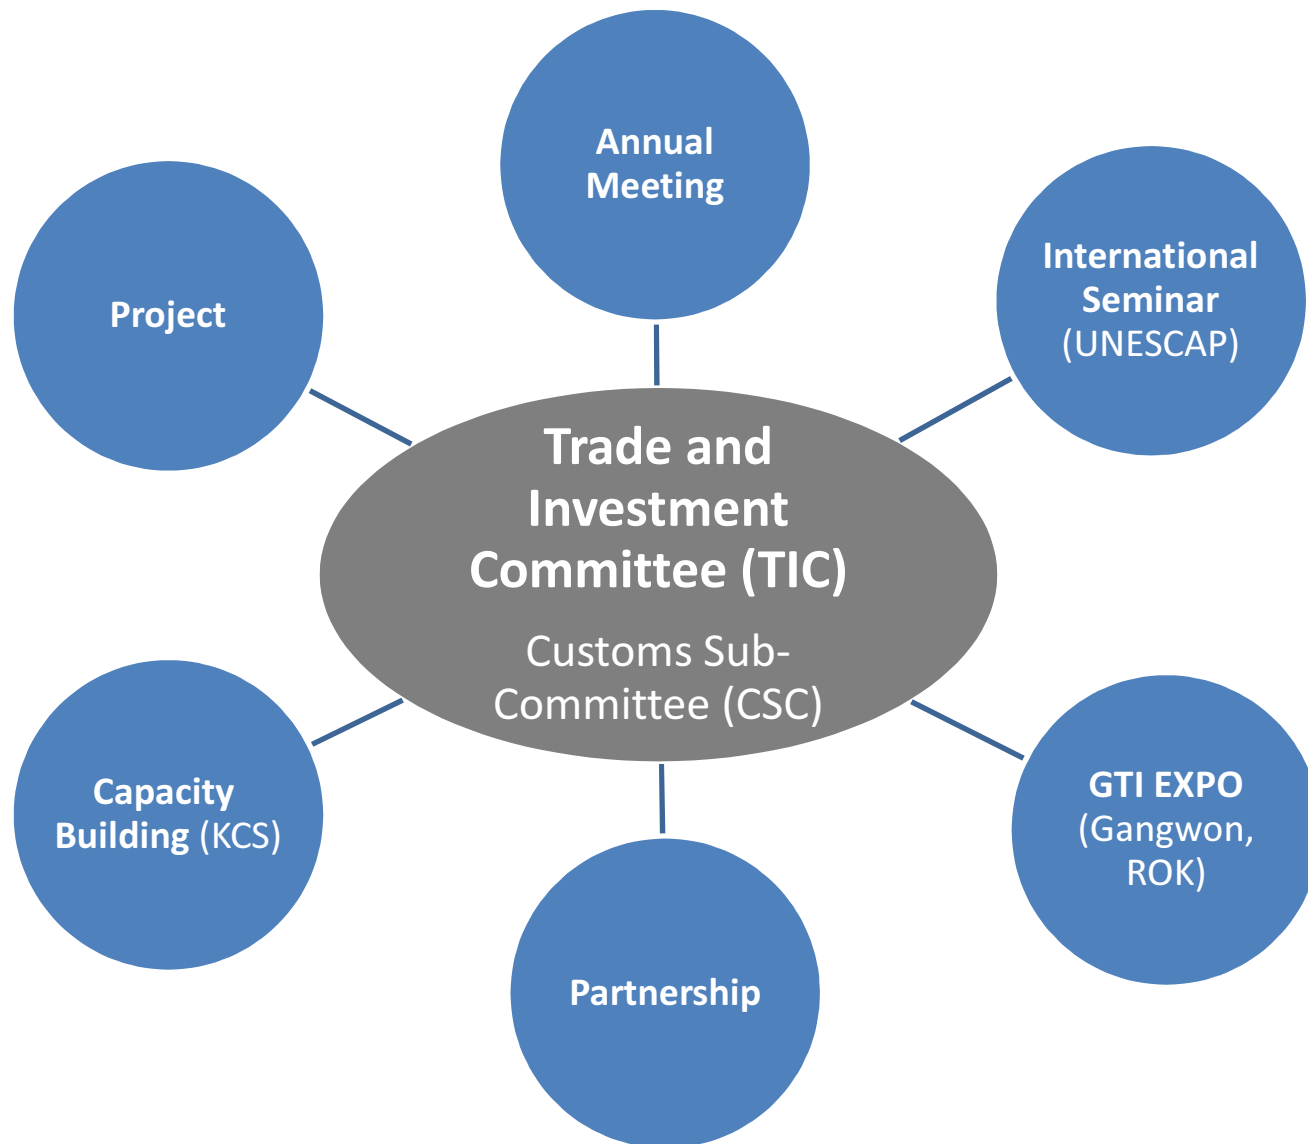 Annual
Meeting
International
Seminar
(UNESCAP)
Project
Trade and
Investment
Committee (TIC)
Customs Sub-
Committee (CSC)
Capacity
Building (KCS)
GTI EXPO
(Gangwon,
ROK)
Partnership